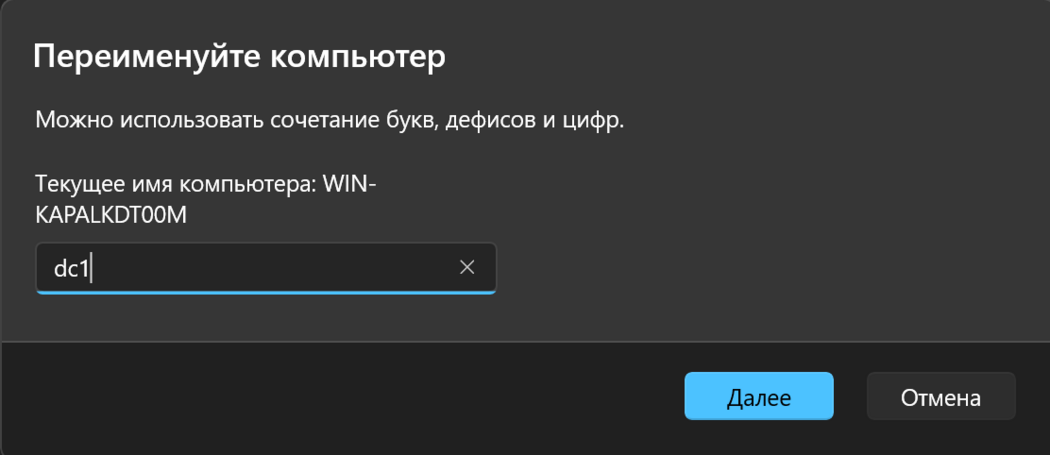 Переименуйте компьютер
Можно использовать сочетание букв, дефисов и цифр.
Текущее имя компьютера: WIN-
KAPALKDT00M
dc1
Далее
Отмена